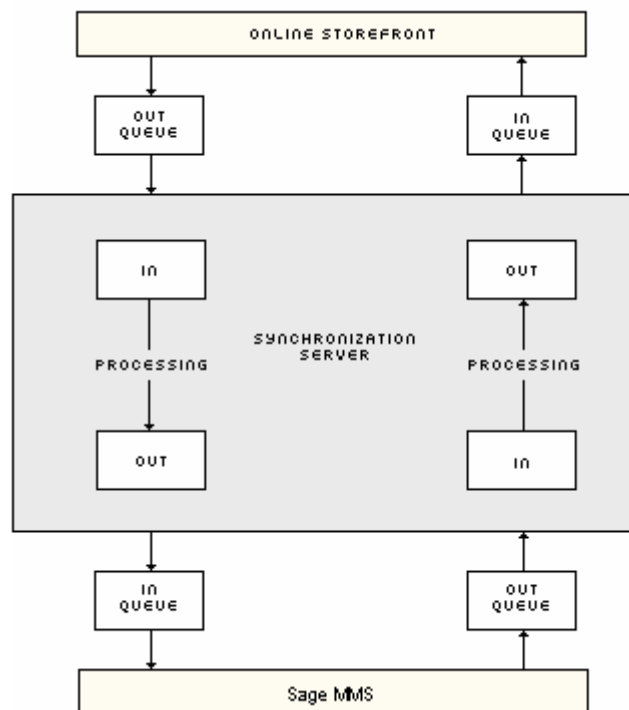 ONLINE STOREFRONT
OUT
QUEUE
IN
QUEUE
IN
OUT
SYNCHRONIZATION
SERVER
PROCESSING
PROCESSING
OUT
IN
IN
QUEUE
OUT
QUEUE
Sage MMS